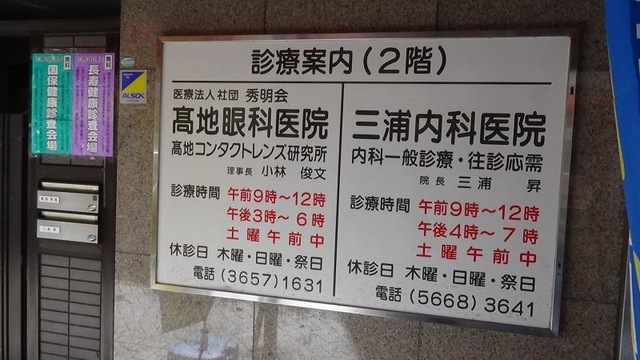 診療案内(2階)
医療法人社団 秀明会
髙地眼科医院
髙地コンタクトレンズ研究所
理事長 小林 俊文
診療時間 午前9時〜12時
午後3時〜6時
土曜午前中
休診日 木曜・日曜・祭日
電話 (3657)1631
三浦内科医院
内科一般診療・往診応需
院長 三浦 昇
診療時間 午前9時〜12時
午後4時〜7時
土曜午前中
休診日 木曜・日曜・祭日
電話 (5668)3641
国保健康診査会場
長寿健康診査会場
ALSOK